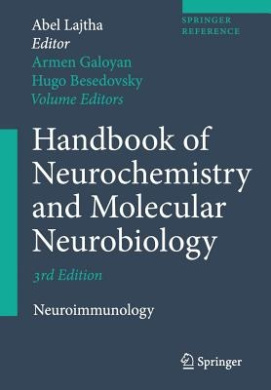 Abel Lajtha
Editor
Armen Galoyan
Hugo Besedovsky
Volume Editors
SPRINGER
REFERENCE
Handbook of
Neurochemistry
and Molecular
Neurobiology
3rd Edition
Neuroimmunology
Springer